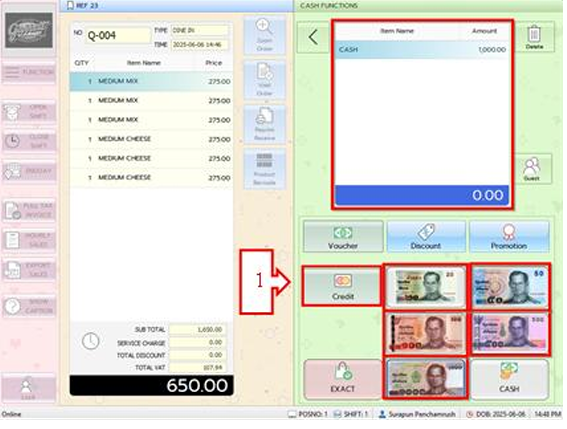 REF 23
CASH FUNCTIONS
NO Q-004
TYPE DINE IN
TIME 2025-06-06 14:46
QTY Item Name Price
1 MEDIUM MIX 275.00
1 MEDIUM MIX 275.00
1 MEDIUM MIX 275.00
1 MEDIUM CHEESE 275.00
1 MEDIUM CHEESE 275.00
1 MEDIUM CHEESE 275.00
SUB TOTAL 1,650.00
SERVICE CHARGE 0.00
TOTAL DISCOUNT 0.00
TOTAL VAT 107.94
650.00
FUNCTION
OPEN
SHIFT
CLOSE
SHIFT
FULL TAX
INVOICE
HOURLY
SALES
EXPORT
SALES
SHOW
CAPTION
Zoom
Order
Void
Order
Require
Receive
Product
Barcode
Item Name Amount
CASH 1,000.00
0.00
Delete
Guest
Voucher
Discount
Promotion
1
Credit
20
50
100
500
1000
EXACT
CASH
Online
POSNO: 1
SHIFT: 1
Surapun Penchamrush
DOB: 2025-06-06
14:48 PM